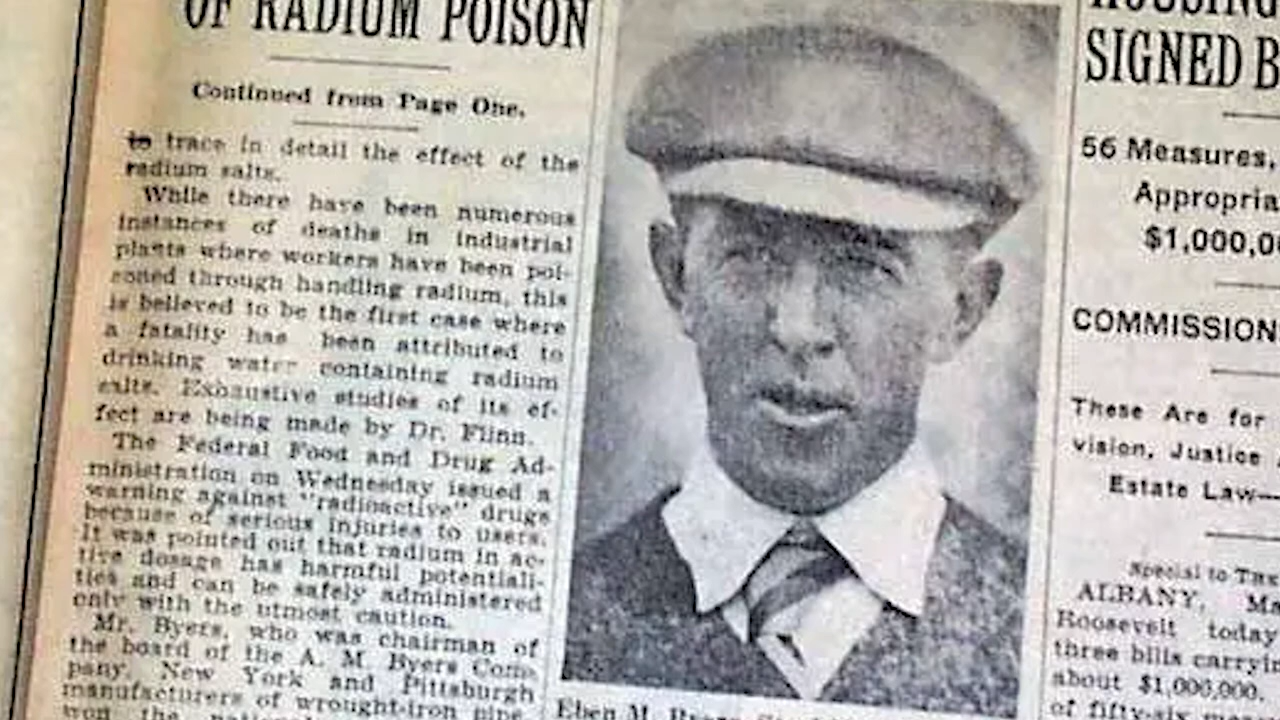 OF RADIUM POISON
Continued from Page One.
to trace in detail the effect of the
radium salts.
While there have been numerous
instances of deaths in industrial
plants where workers have been poi-
soned through handling radium, this
is believed to be the first case where
a fatality has been attributed to
drinking water containing radium
salts. Exhaustive studies of its ef-
fect are being made by Dr. Flinn.
The Federal Food and Drug Ad-
ministration on Wednesday issued a
warning against "radioactive" drugs
because of serious injuries to users.
It was pointed out that radium in ac-
tive dosage has harmful potentiali-
ties and can be safely administered
only with the utmost caution.
Mr. Byers, who was chairman of
the board of the A. M. Byers Com-
pany, New York and Pittsburgh
manufacturers of wrought-iron pipe,
won the
Eben M. Byers
HOUSING
SIGNED B
56 Measures,
Appropria
$1,000,0
COMMISSION
These Are for
vision, Justice
Estate Law—
Special to THE
ALBANY, Ma
Roosevelt today
three bills carryin
about $1,000,000.
of fifty-six